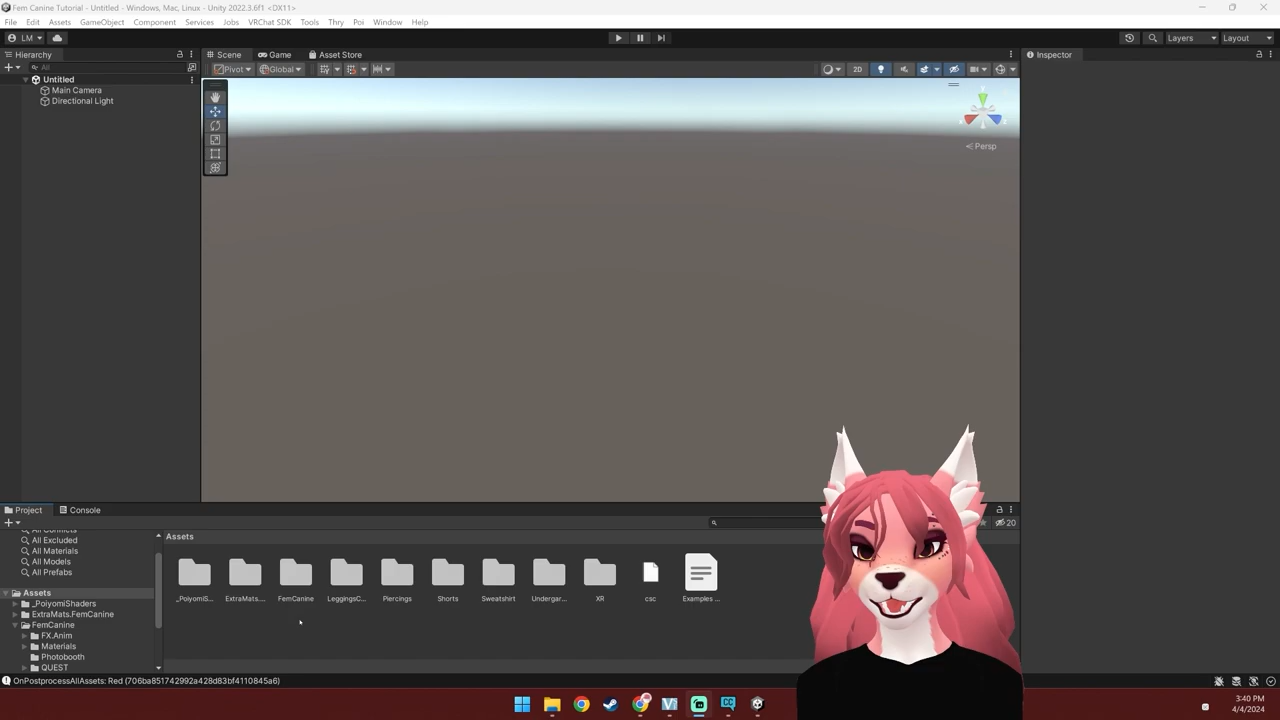 Fem Canine Tutorial - Untitled - Windows, Mac, Linux - Unity 2022.3.6f1 <DX11>
File Edit Assets GameObject Component Services Jobs VRChat SDK Tools Thry Poi Window Help
LM Layers Layout
Hierarchy Scene Game Asset Store Inspector
All Pivot Global 2D
Untitled
Main Camera
Directional Light
Persp
Project Console
20
All Excluded
All Materials
All Models
All Prefabs
Assets
_PoiyomiShaders
ExtraMats.FemCanine
FemCanine
FX.Anim
Materials
Photobooth
QUEST
Assets
_PoiyomiS... ExtraMats.... FemCanine LeggingsC... Piercings Shorts Sweatshirt Undergar... XR csc Examples ...
OnPostprocessAllAssets: Red (706ba851742992a428d83bf4110845a6)
3:40 PM
4/4/2024